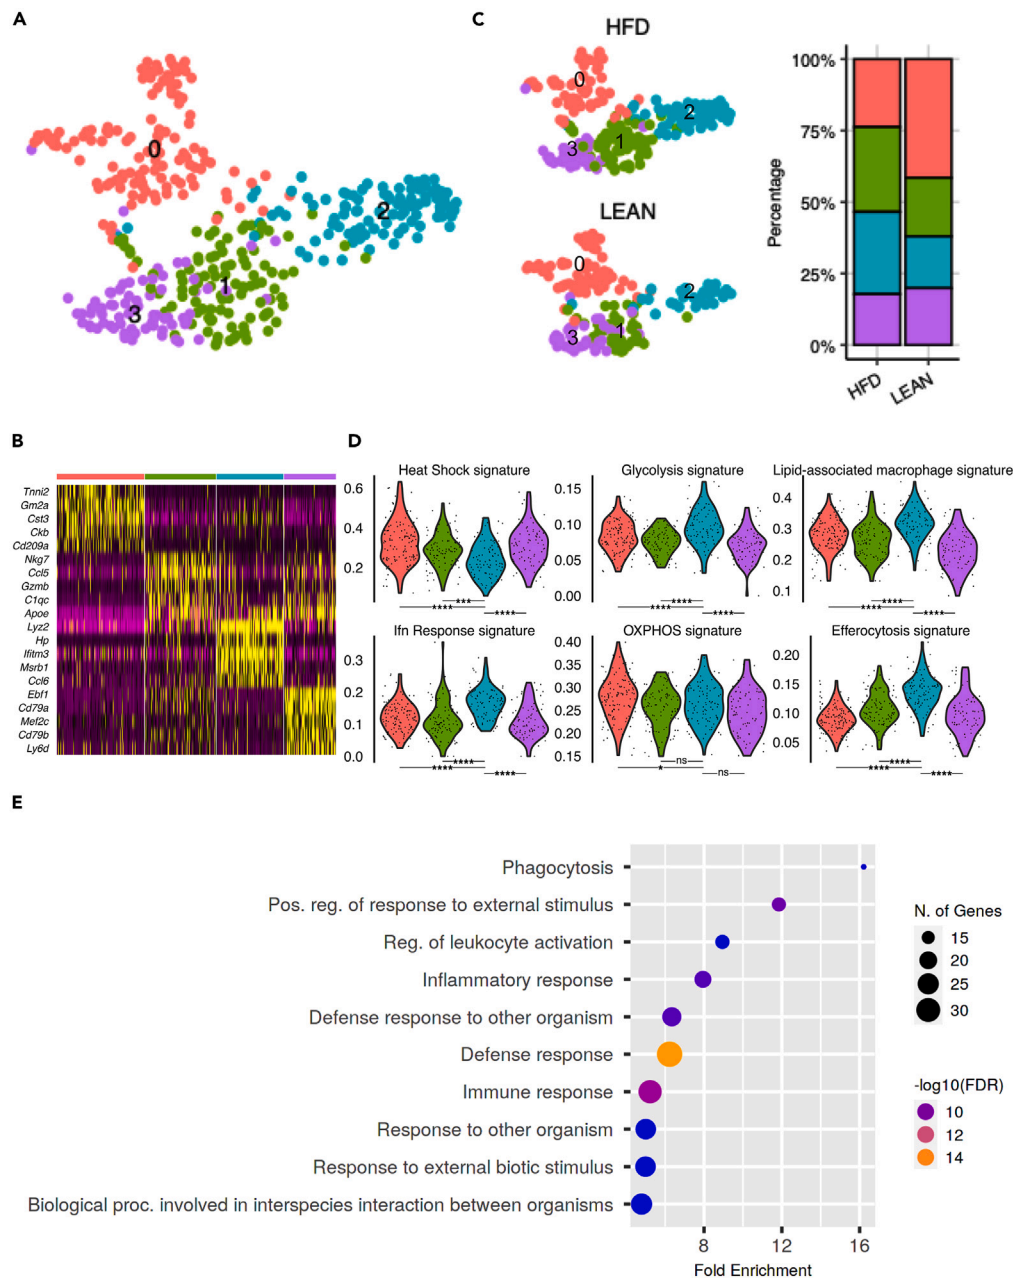 A
0
1
2
3
C
HFD
0
1
2
3
LEAN
0
1
2
3
Percentage
100%
75%
50%
25%
0%
HFD
LEAN
B
Tnni2
Gm2a
Cst3
Ckb
Cd209a
Nkg7
Ccl5
Gzmb
C1qc
Apoe
Lyz2
Hp
Ifitm3
Msrb1
Ccl6
Ebf1
Cd79a
Mef2c
Cd79b
Ly6d
D
Heat Shock signature
0.6
0.4
0.2
***
****
****
Glycolysis signature
0.15
0.10
0.05
0.00
****
****
****
Lipid-associated macrophage signature
0.4
0.3
0.2
0.1
****
****
****
Ifn Response signature
0.3
0.2
0.1
0.0
****
****
****
OXPHOS signature
0.40
0.35
0.30
0.25
0.20
0.15
ns
*
ns
Efferocytosis signature
0.20
0.15
0.10
0.05
****
****
****
E
Phagocytosis
Pos. reg. of response to external stimulus
Reg. of leukocyte activation
Inflammatory response
Defense response to other organism
Defense response
Immune response
Response to other organism
Response to external biotic stimulus
Biological proc. involved in interspecies interaction between organisms
8
12
16
Fold Enrichment
N. of Genes
15
20
25
30
-log10(FDR)
10
12
14